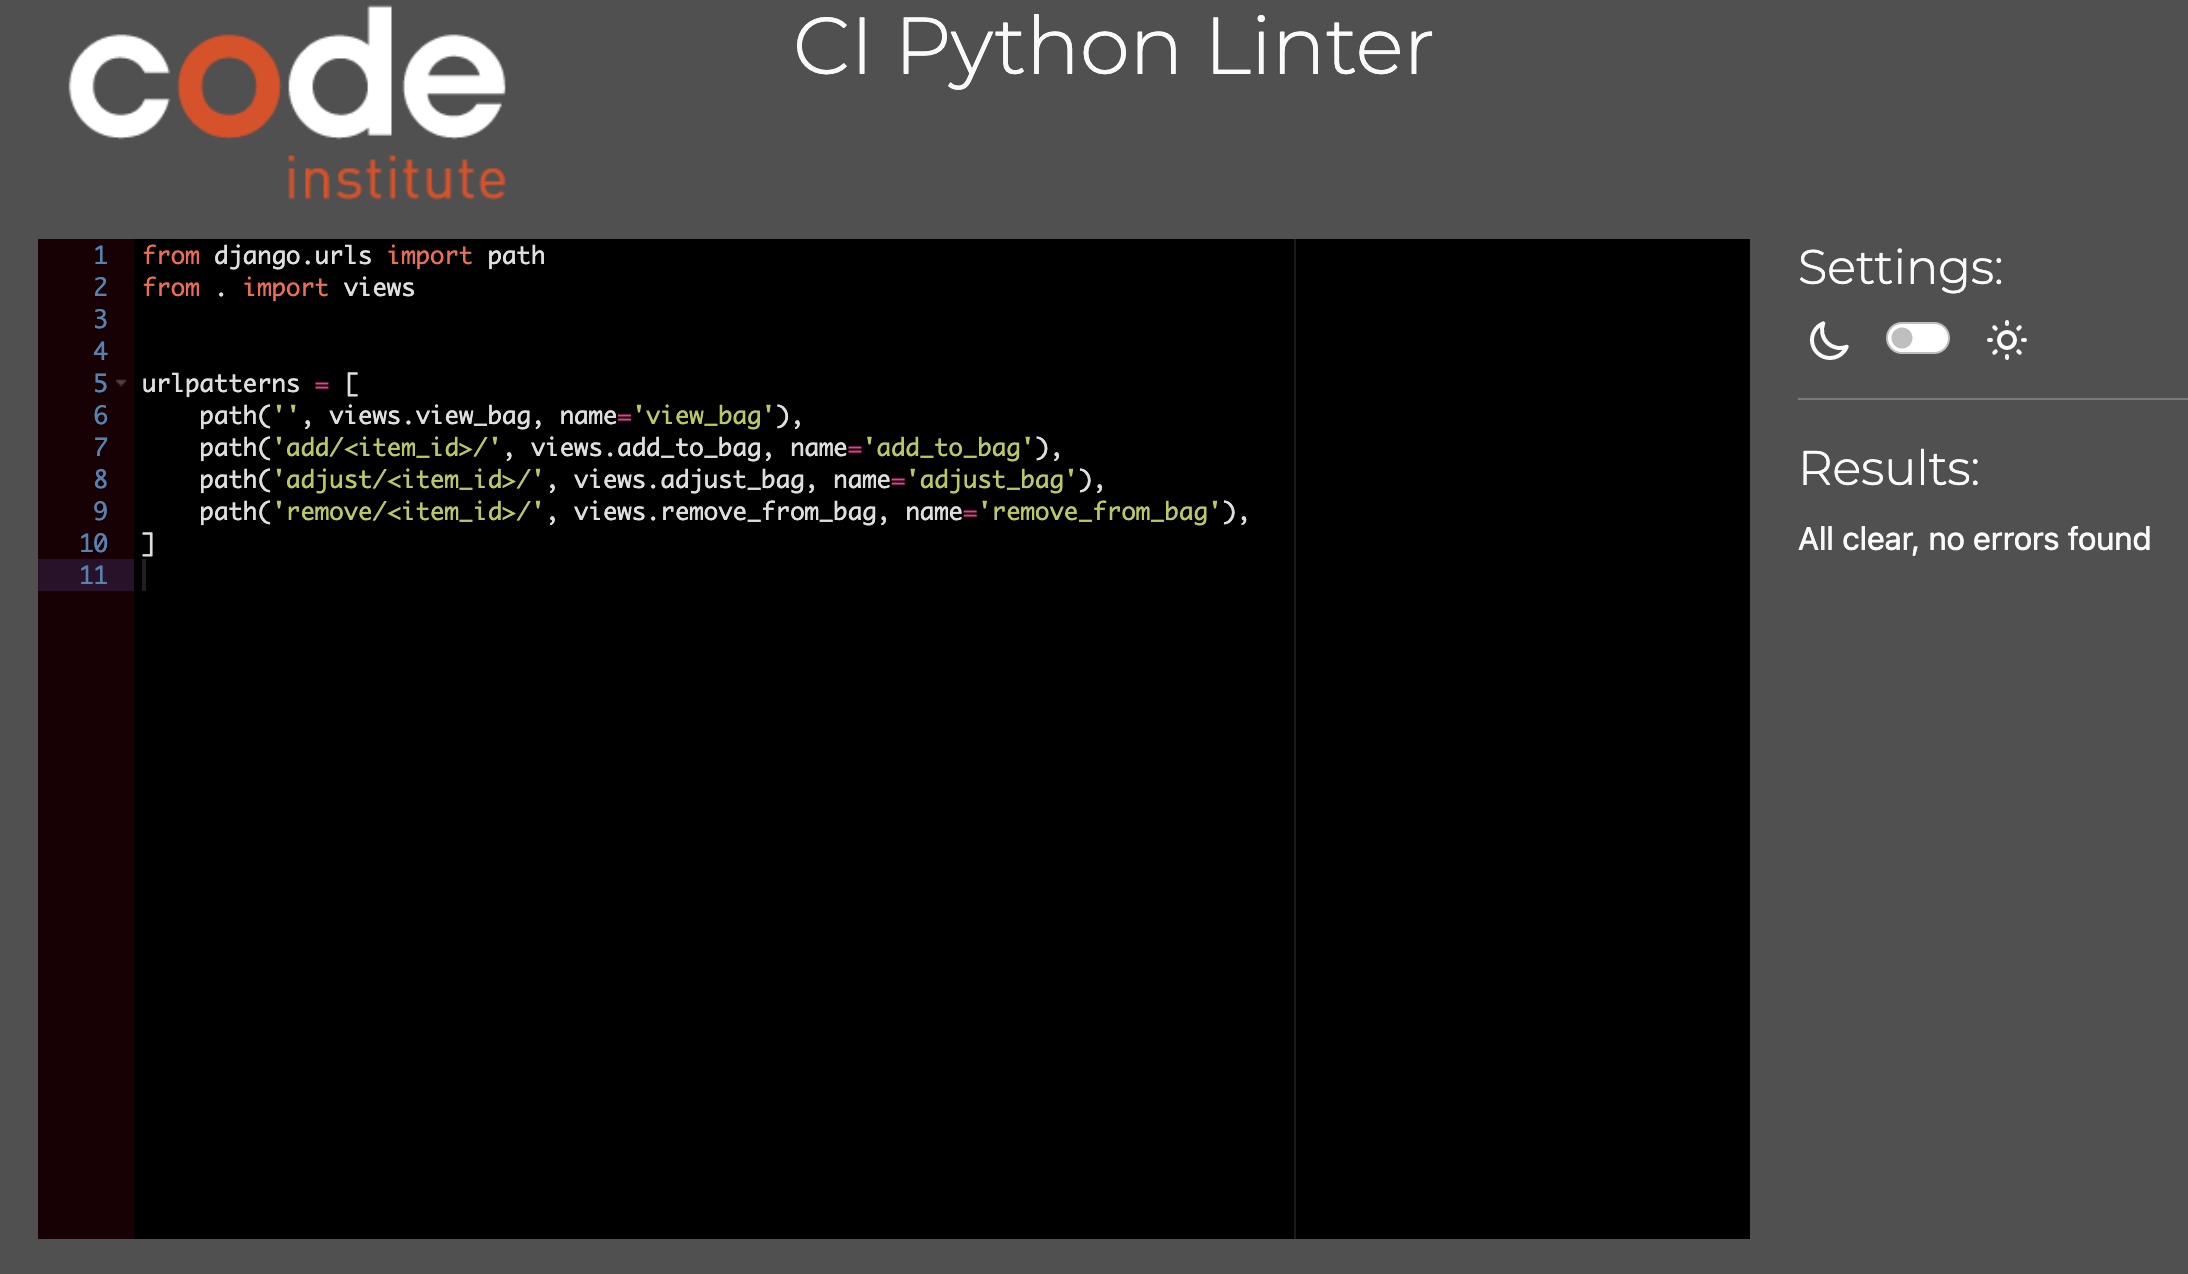 code
institute
CI Python Linter
1 from django.urls import path
2 from . import views
3
4
5 urlpatterns = [
6     path('', views.view_bag, name='view_bag'),
7     path('add/<item_id>/', views.add_to_bag, name='add_to_bag'),
8     path('adjust/<item_id>/', views.adjust_bag, name='adjust_bag'),
9     path('remove/<item_id>/', views.remove_from_bag, name='remove_from_bag'),
10 ]
11
Settings:
Results:
All clear, no errors found